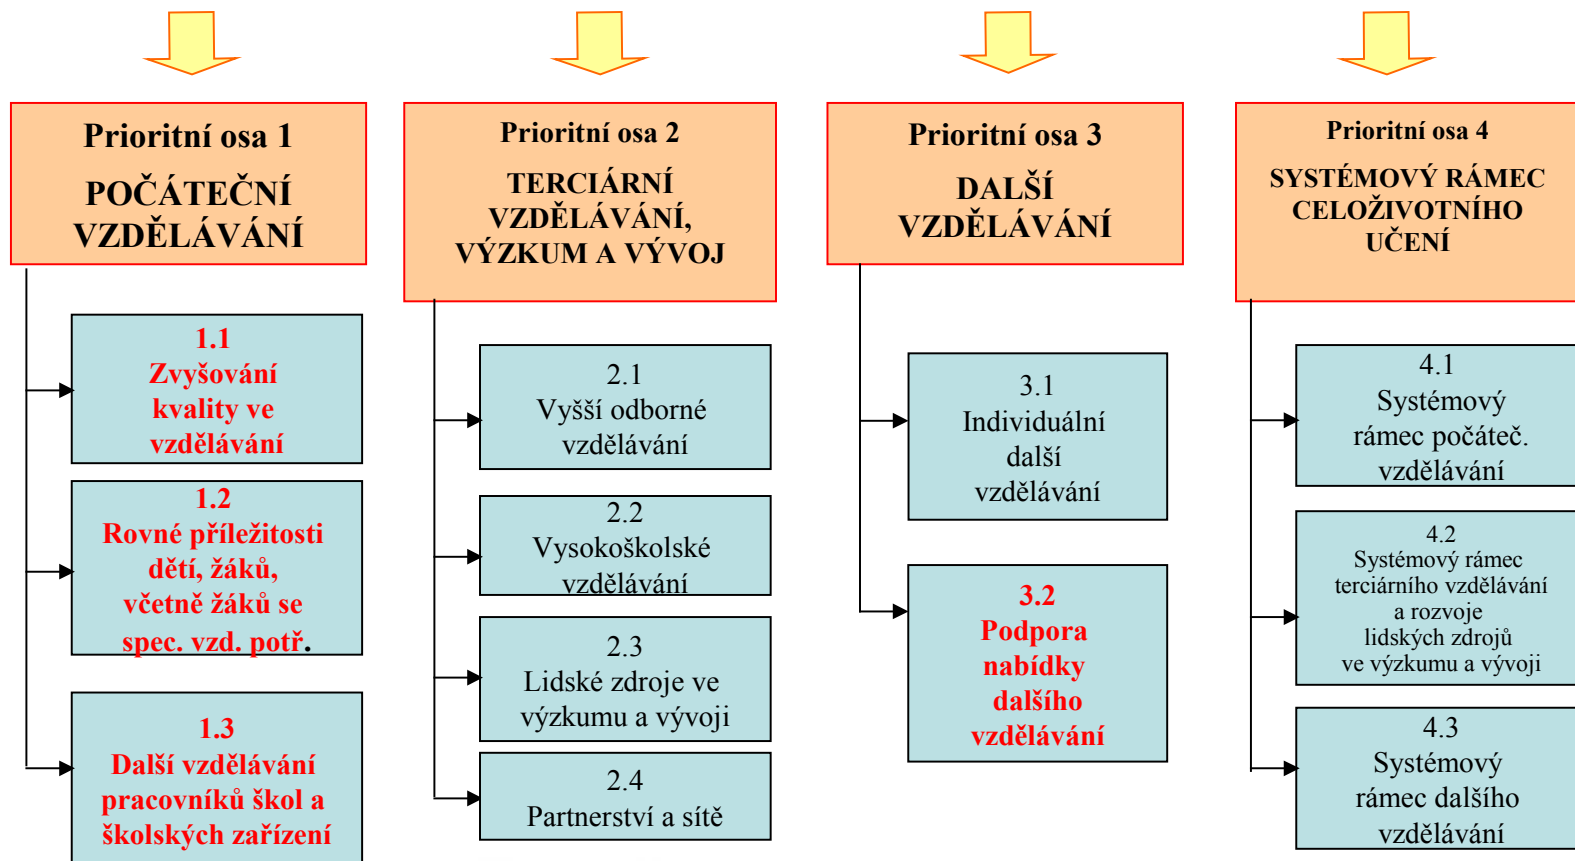 Prioritní osa 1
POČÁTEČNÍ
VZDĚLÁVÁNÍ
1.1
Zvyšování
kvality ve
vzdělávání
1.2
Rovné příležitosti
dětí, žáků,
včetně žáků se
spec. vzd. potř.
1.3
Další vzdělávání
pracovníků škol a
školských zařízení
Prioritní osa 2
TERCIÁRNÍ
VZDĚLÁVÁNÍ,
VÝZKUM A VÝVOJ
2.1
Vyšší odborné
vzdělávání
2.2
Vysokoškolské
vzdělávání
2.3
Lidské zdroje ve
výzkumu a vývoji
2.4
Partnerství a sítě
Prioritní osa 3
DALŠÍ
VZDĚLÁVÁNÍ
3.1
Individuální
další
vzdělávání
3.2
Podpora
nabídky
dalšího
vzdělávání
Prioritní osa 4
SYSTÉMOVÝ RÁMEC
CELOŽIVOTNÍHO
UČENÍ
4.1
Systémový
rámec počáteč.
vzdělávání
4.2
Systémový rámec
terciárního vzdělávání
a rozvoje
lidských zdrojů
ve výzkumu a vývoji
4.3
Systémový
rámec dalšího
vzdělávání